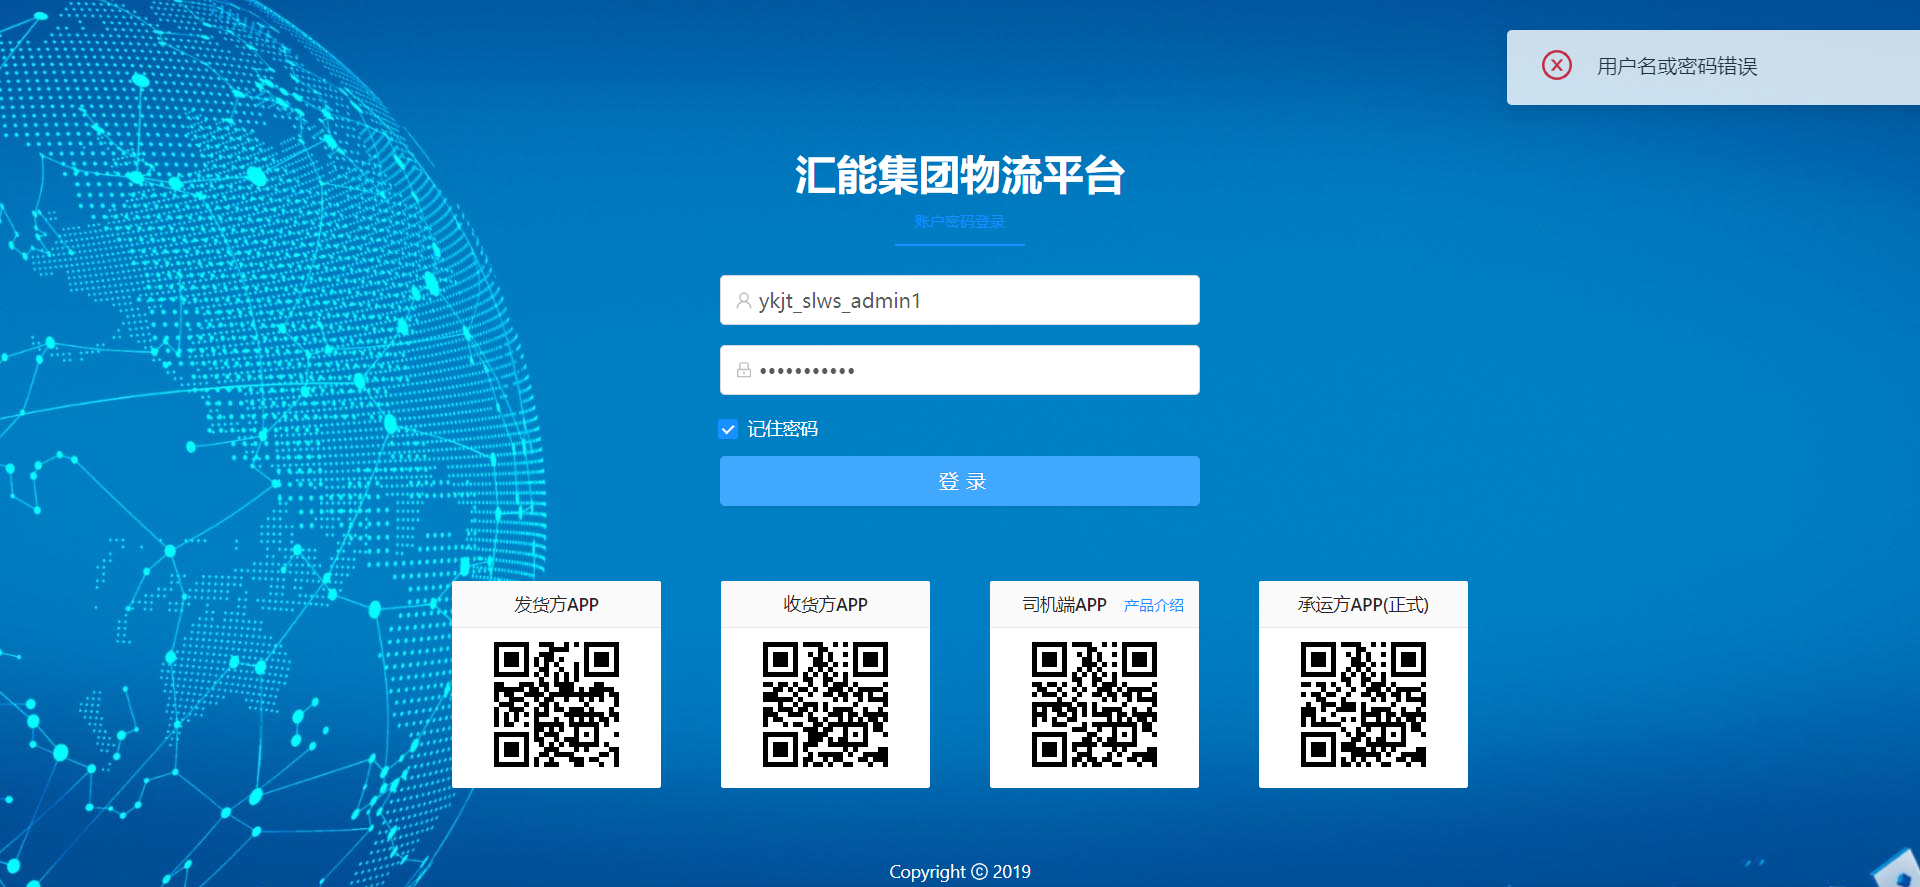 用户名或密码错误
汇能集团物流平台
账户密码登录
ykjt_slws_admin1
•••••••••••
记住密码
登 录
发货方APP
收货方APP
司机端APP 产品介绍
承运方APP(正式)
Copyright © 2019